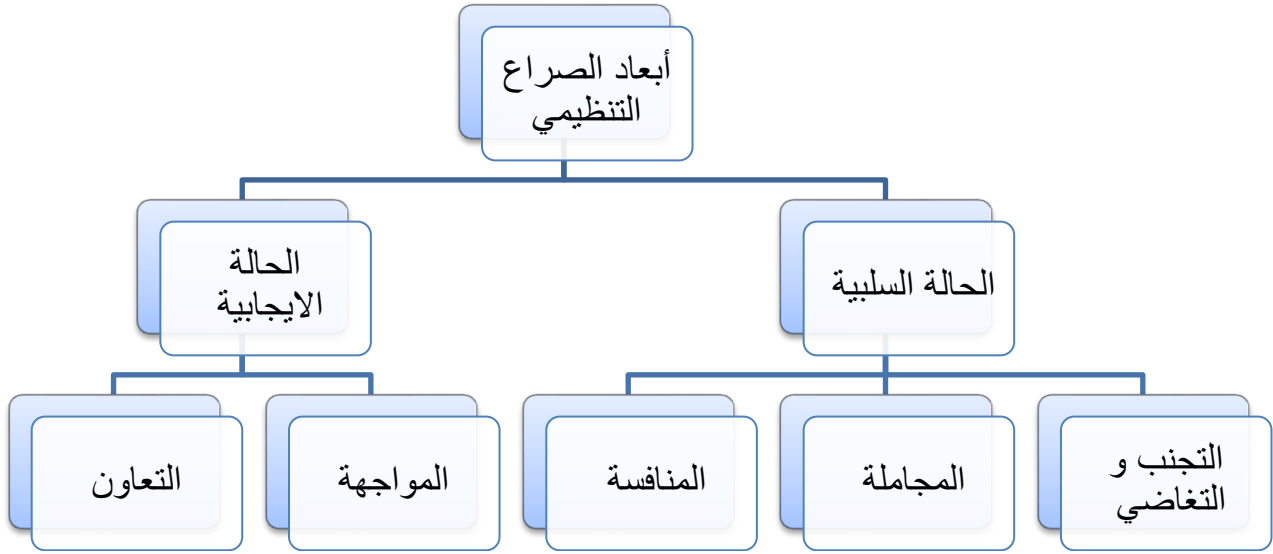 أبعاد الصراع
التنظيمي
الحالة السلبية
الحالة
الايجابية
التجنب و
التغاضي
المجاملة
المنافسة
المواجهة
التعاون